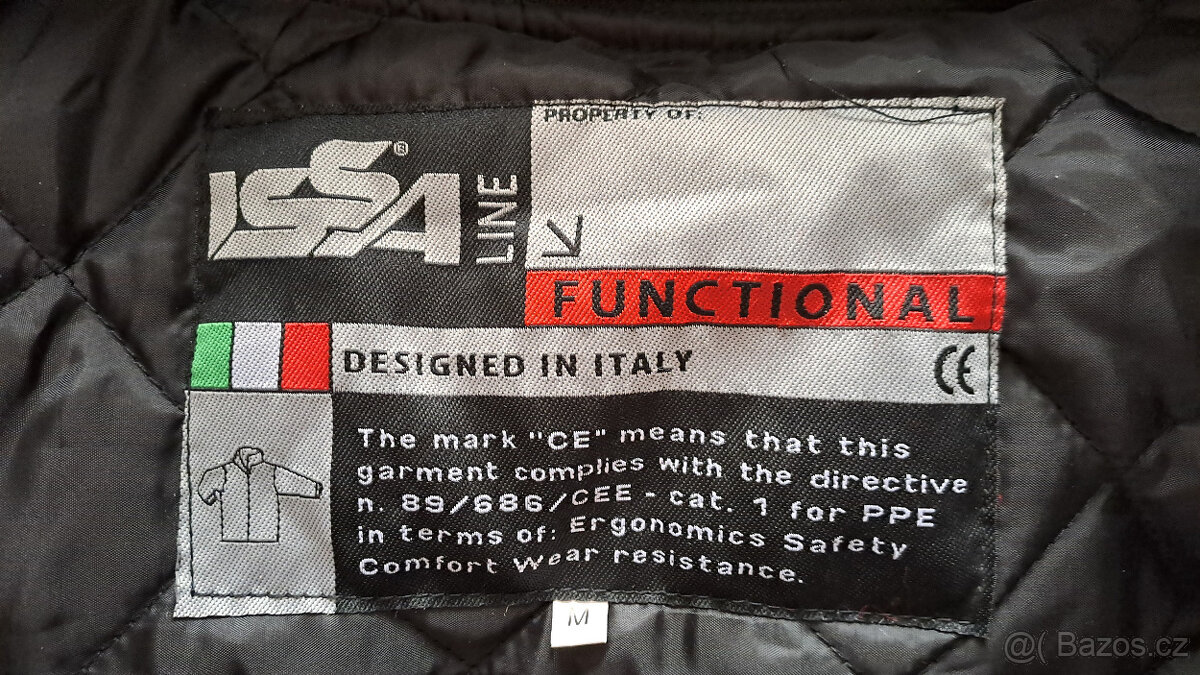 PROPERTY OF:
ISSA®
LINE
FUNCTIONAL
DESIGNED IN ITALY
CE
The mark "CE" means that this
garment complies with the directive
n. 89/686/CEE - cat. 1 for PPE
in terms of: Ergonomics Safety
Comfort Wear resistance.
M
@( Bazos.cz